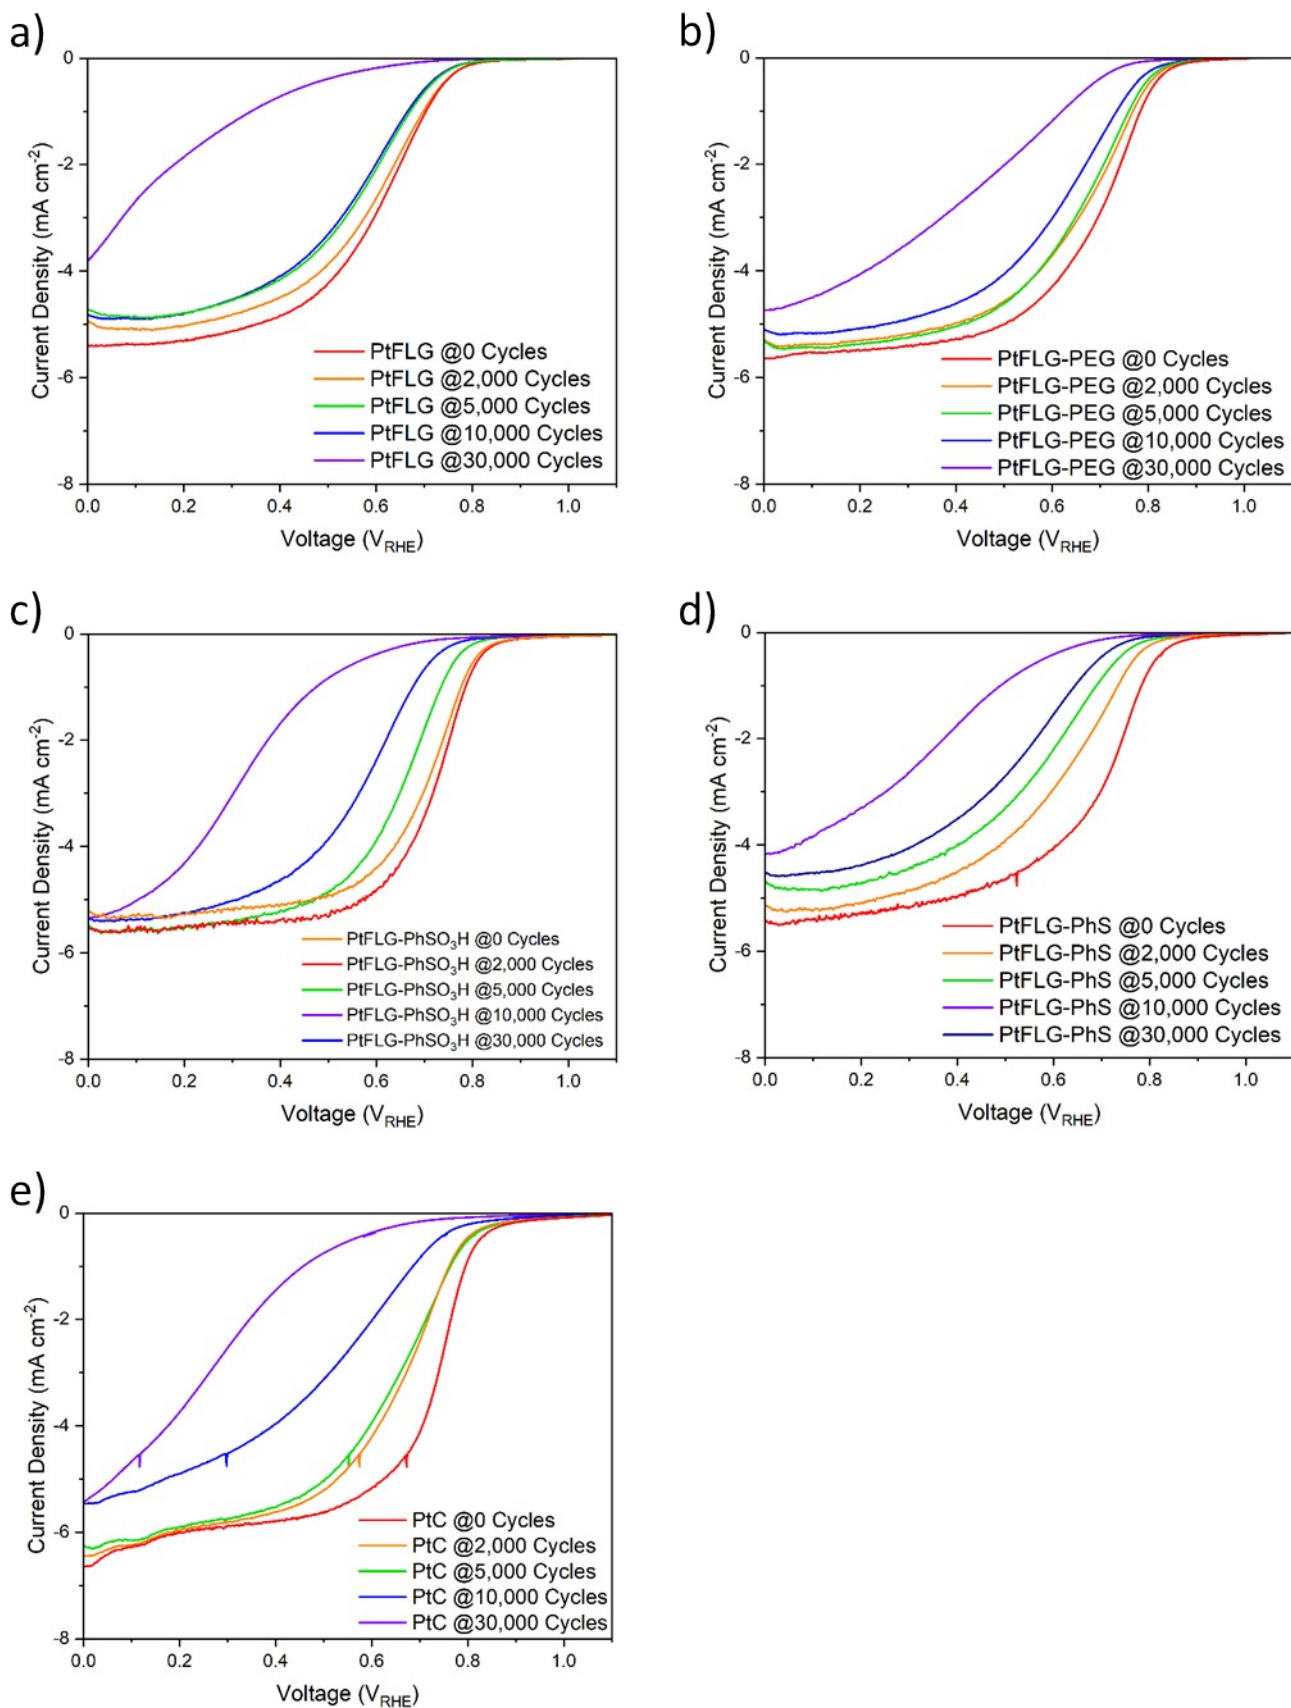 a)
0
-2
-4
-6
-8
Current Density (mA cm⁻²)
PtFLG @0 Cycles
PtFLG @2,000 Cycles
PtFLG @5,000 Cycles
PtFLG @10,000 Cycles
PtFLG @30,000 Cycles
0.0 0.2 0.4 0.6 0.8 1.0
Voltage (V_RHE)
b)
0
-2
-4
-6
-8
Current Density (mA cm⁻²)
PtFLG-PEG @0 Cycles
PtFLG-PEG @2,000 Cycles
PtFLG-PEG @5,000 Cycles
PtFLG-PEG @10,000 Cycles
PtFLG-PEG @30,000 Cycles
0.0 0.2 0.4 0.6 0.8 1.0
Voltage (V_RHE)
c)
0
-2
-4
-6
-8
Current Density (mA cm⁻²)
PtFLG-PhSO₃H @0 Cycles
PtFLG-PhSO₃H @2,000 Cycles
PtFLG-PhSO₃H @5,000 Cycles
PtFLG-PhSO₃H @10,000 Cycles
PtFLG-PhSO₃H @30,000 Cycles
0.0 0.2 0.4 0.6 0.8 1.0
Voltage (V_RHE)
d)
0
-2
-4
-6
-8
Current Density (mA cm⁻²)
PtFLG-PhS @0 Cycles
PtFLG-PhS @2,000 Cycles
PtFLG-PhS @5,000 Cycles
PtFLG-PhS @10,000 Cycles
PtFLG-PhS @30,000 Cycles
0.0 0.2 0.4 0.6 0.8 1.0
Voltage (V_RHE)
e)
0
-2
-4
-6
-8
Current Density (mA cm⁻²)
PtC @0 Cycles
PtC @2,000 Cycles
PtC @5,000 Cycles
PtC @10,000 Cycles
PtC @30,000 Cycles
0.0 0.2 0.4 0.6 0.8 1.0
Voltage (V_RHE)